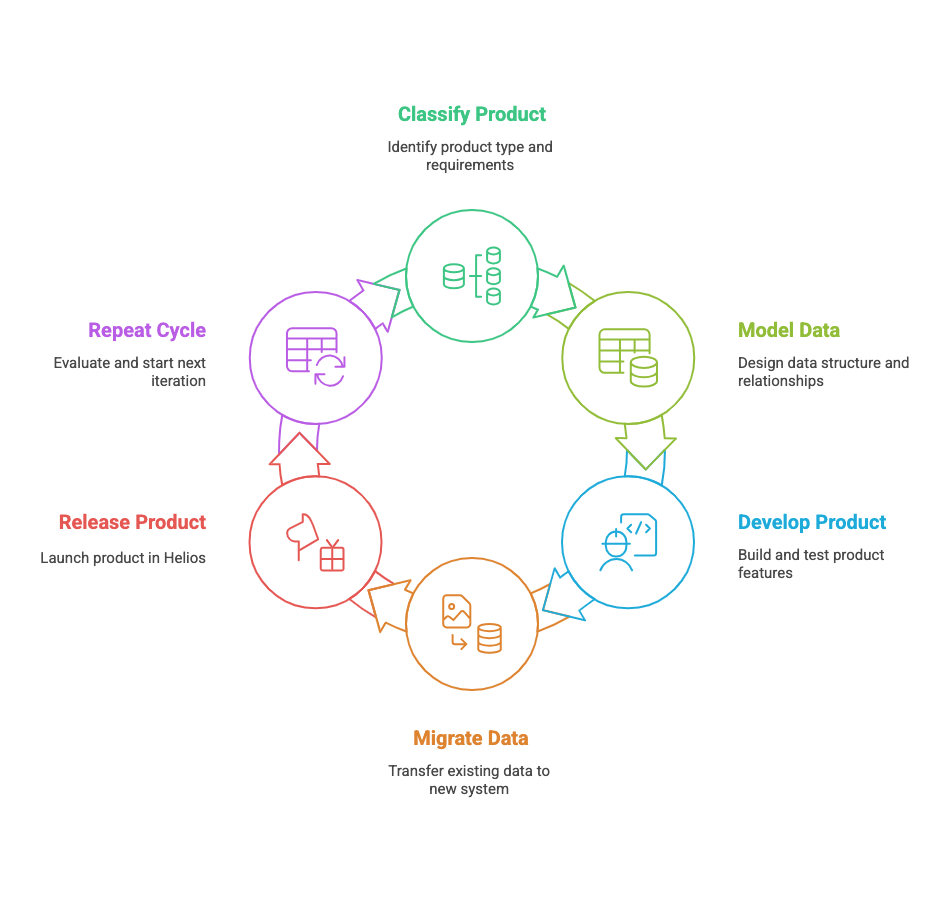 Classify Product
Identify product type and
requirements
Repeat Cycle
Evaluate and start next
iteration
Model Data
Design data structure and
relationships
Release Product
Launch product in Helios
Develop Product
Build and test product
features
Migrate Data
Transfer existing data to
new system